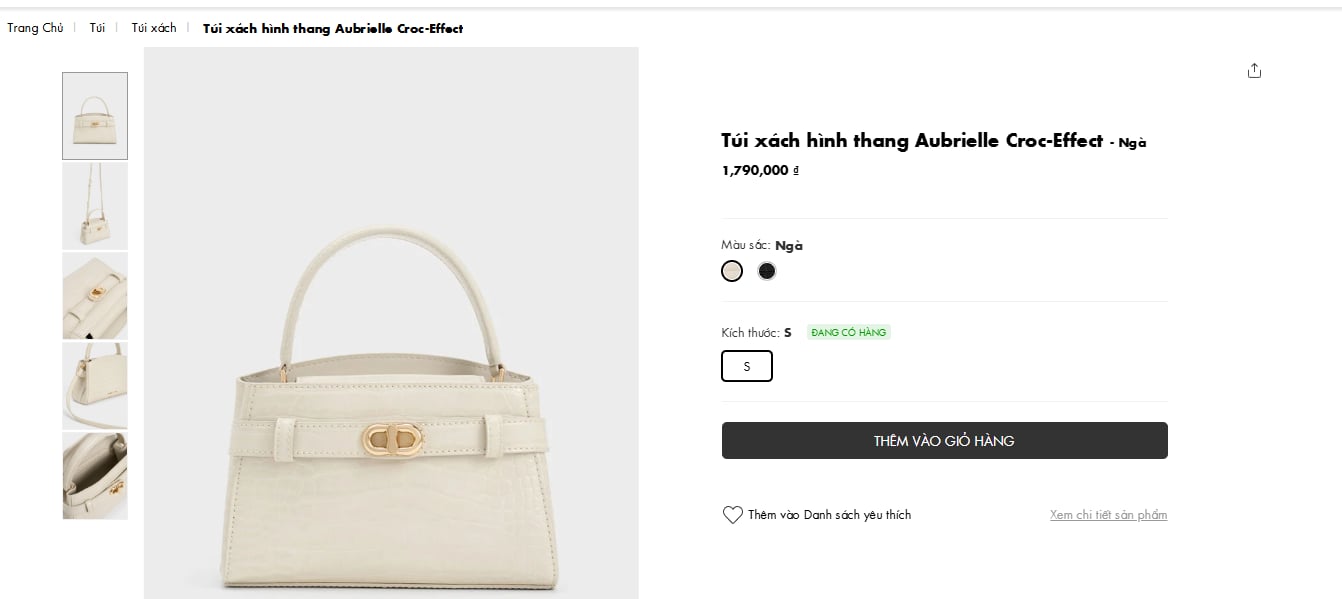 Trang Chủ | Túi | Túi xách | Túi xách hình thang Aubrielle Croc-Effect
Túi xách hình thang Aubrielle Croc-Effect - Ngà
1,790,000 ₫
Màu sắc: Ngà
Kích thước: S ĐANG CÓ HÀNG
S
THÊM VÀO GIỎ HÀNG
Thêm vào Danh sách yêu thích
Xem chi tiết sản phẩm